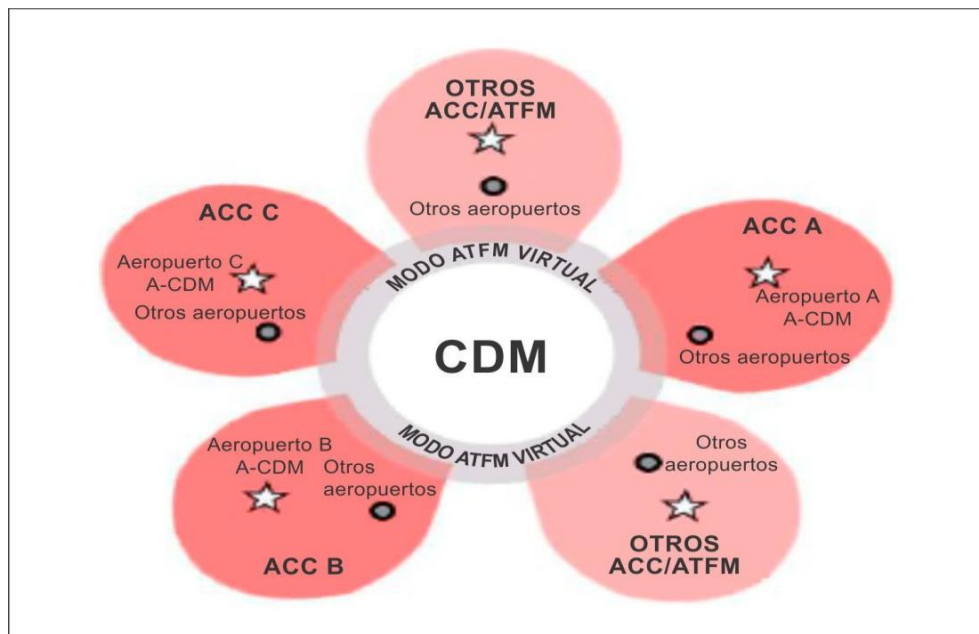 OTROS
ACC/ATFM
Otros aeropuertos
ACC C
Aeropuerto C
A-CDM
Otros aeropuertos
ACC A
Aeropuerto A
A-CDM
Otros aeropuertos
MODO ATFM VIRTUAL
CDM
MODO ATFM VIRTUAL
Aeropuerto B
A-CDM
Otros
aeropuertos
ACC B
Otros
aeropuertos
OTROS
ACC/ATFM